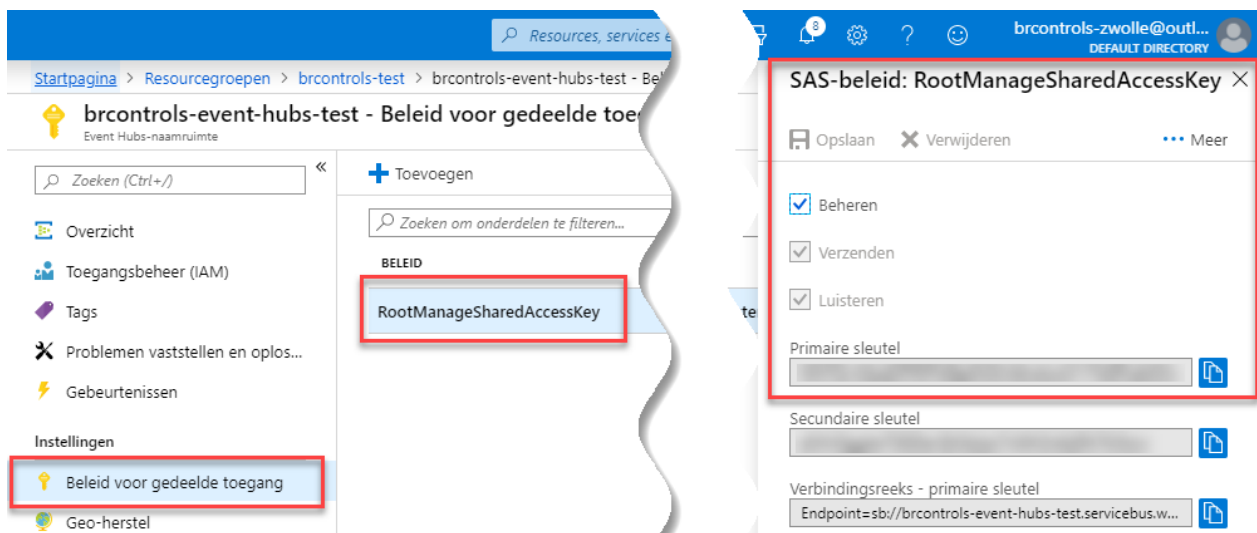 Resources, services e
8
brcontrols-zwolle@outl...
DEFAULT DIRECTORY
Startpagina > Resourcegroepen > brcontrols-test > brcontrols-event-hubs-test - Bel
brcontrols-event-hubs-test - Beleid voor gedeelde toe
Event Hubs-naamruimte
Zoeken (Ctrl+/)
Overzicht
Toegangsbeheer (IAM)
Tags
Problemen vaststellen en oplos...
Gebeurtenissen
Instellingen
Beleid voor gedeelde toegang
Geo-herstel
Toevoegen
Zoeken om onderdelen te filteren...
BELEID
RootManageSharedAccessKey
SAS-beleid: RootManageSharedAccessKey
Opslaan
Verwijderen
Meer
Beheren
Verzenden
Luisteren
Primaire sleutel
Secundaire sleutel
Verbindingsreeks - primaire sleutel
Endpoint=sb://brcontrols-event-hubs-test.servicebus.w...